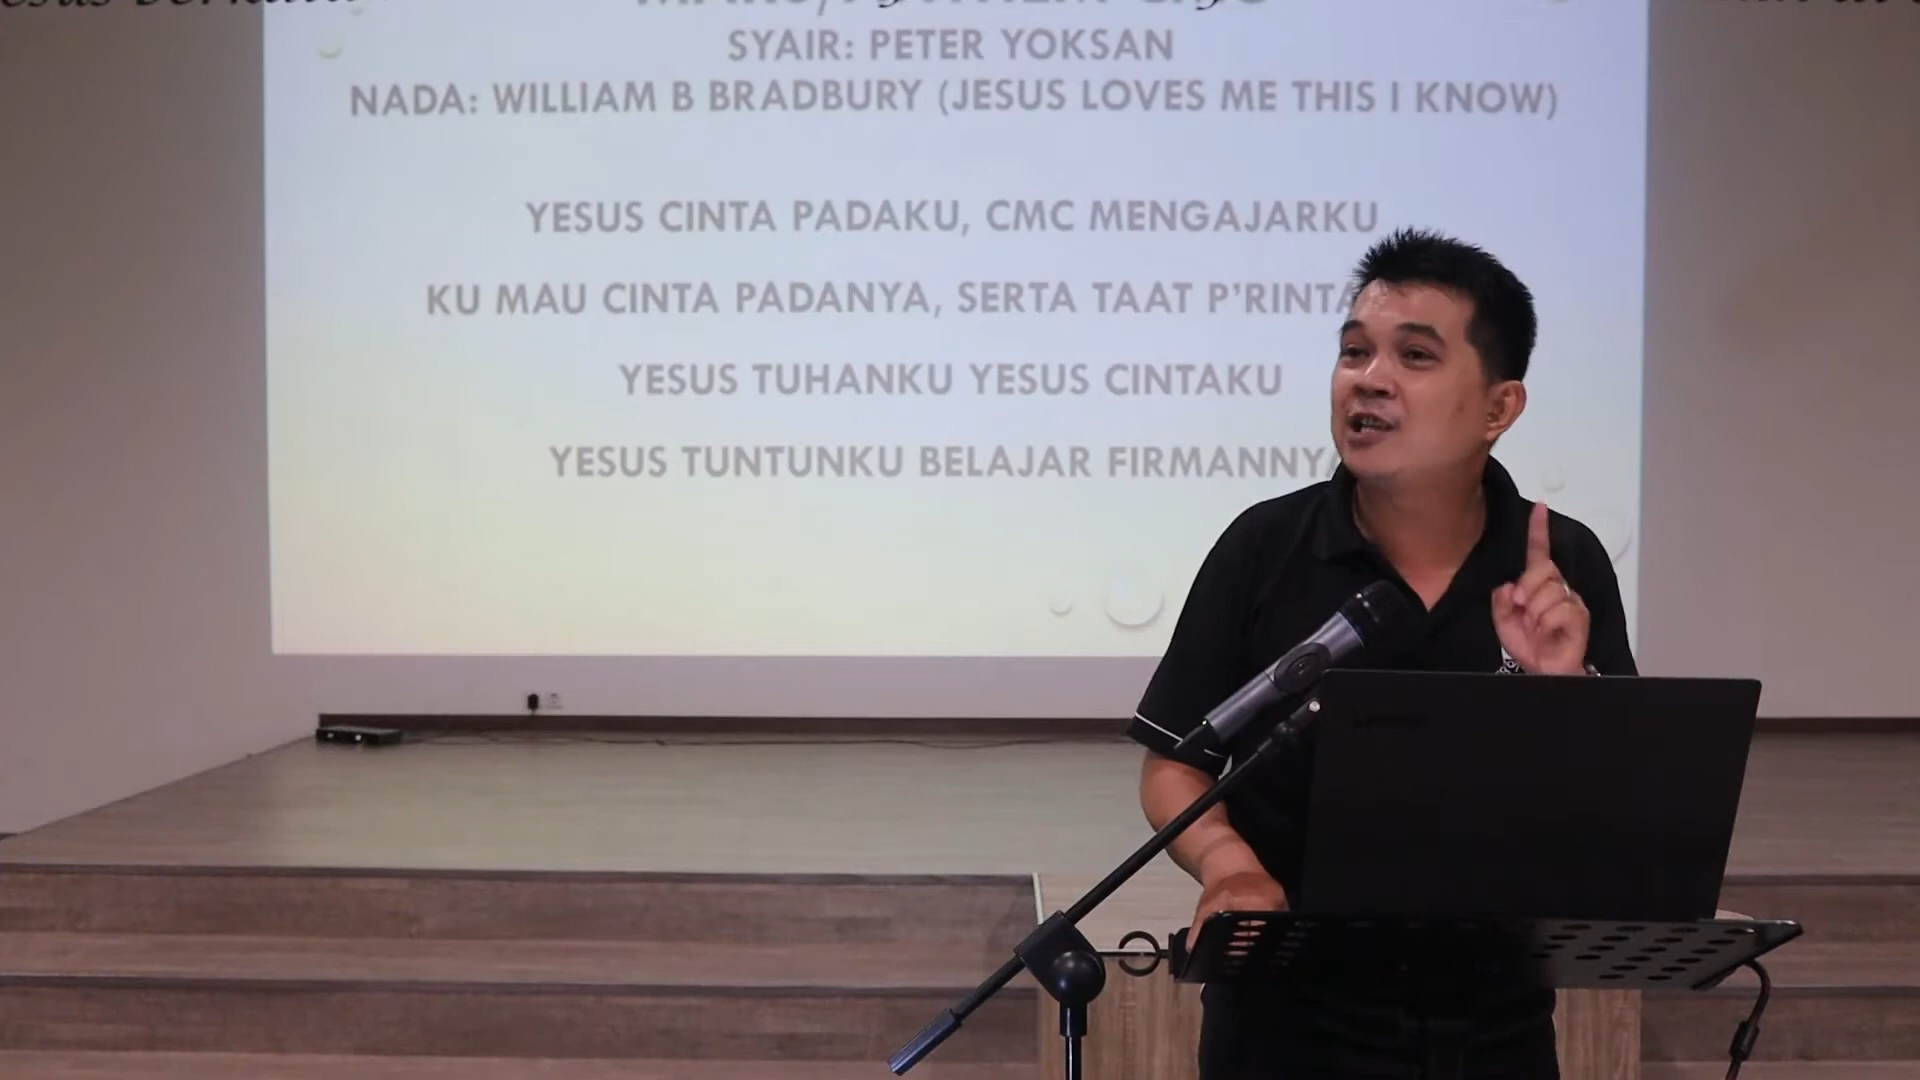 SYAIR: PETER YOKSAN
NADA: WILLIAM B BRADBURY (JESUS LOVES ME THIS I KNOW)
YESUS CINTA PADAKU, CMC MENGAJARKU
KU MAU CINTA PADANYA, SERTA TAAT P'RINTA
YESUS TUHANKU YESUS CINTAKU
YESUS TUNTUNKU BELAJAR FIRMANNYA